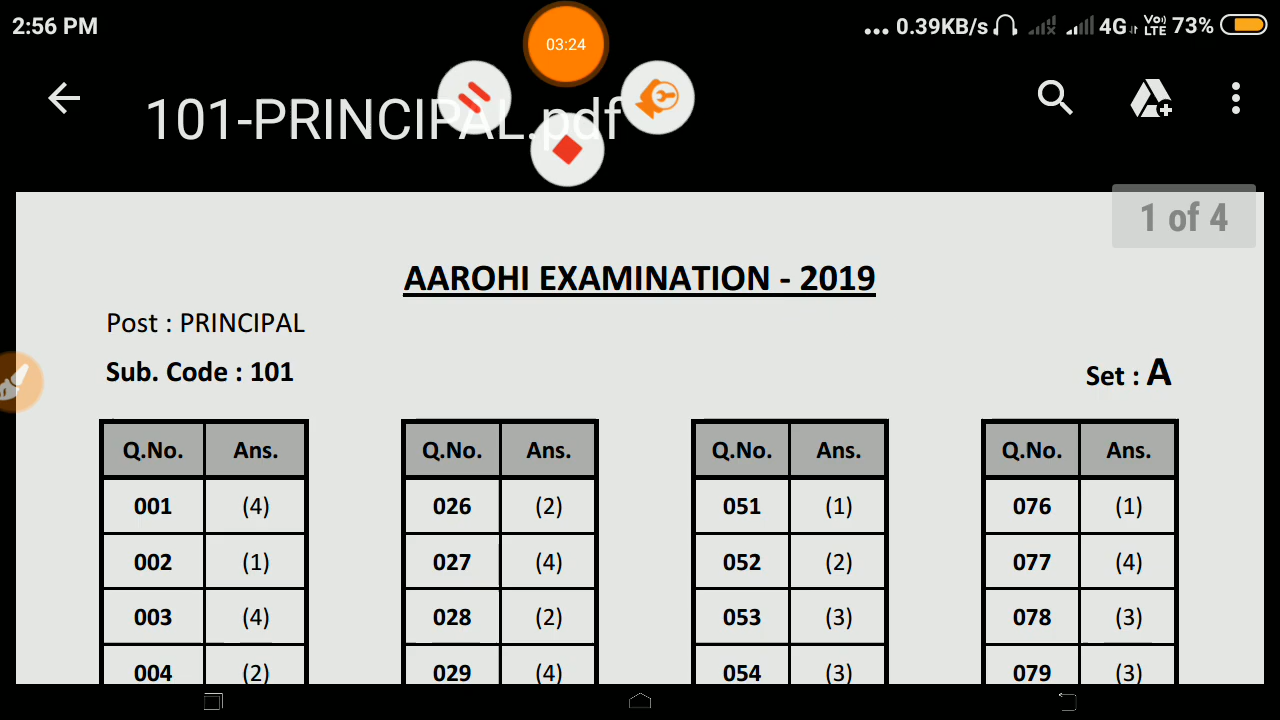 2:56 PM
03:24
... 0.39KB/s 4G Vo) LTE 73%
101-PRINCIPAL.pdf
1 of 4
AAROHI EXAMINATION - 2019
Post : PRINCIPAL
Sub. Code : 101
Set : A
Q.No. Ans. Q.No. Ans. Q.No. Ans. Q.No. Ans.
001 (4) 026 (2) 051 (1) 076 (1)
002 (1) 027 (4) 052 (2) 077 (4)
003 (4) 028 (2) 053 (3) 078 (3)
004 (2) 029 (4) 054 (3) 079 (3)